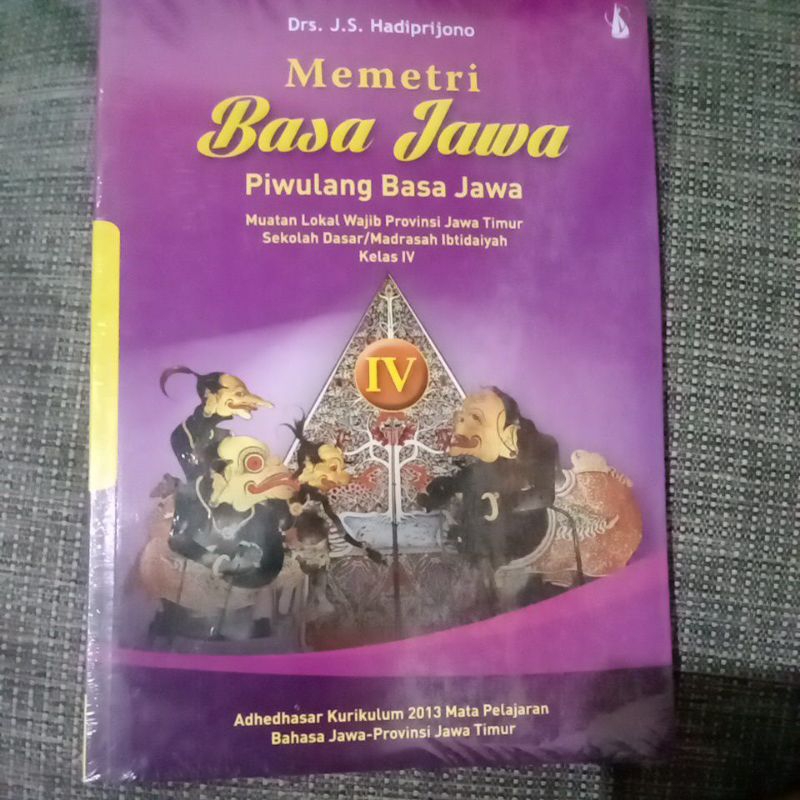 Drs. J.S. Hadiprijono
Memetri
Basa Jawa
Piwulang Basa Jawa
Muatan Lokal Wajib Provinsi Jawa Timur
Sekolah Dasar/Madrasah Ibtidaiyah
Kelas IV
IV
Adhedhasar Kurikulum 2013 Mata Pelajaran
Bahasa Jawa-Provinsi Jawa Timur